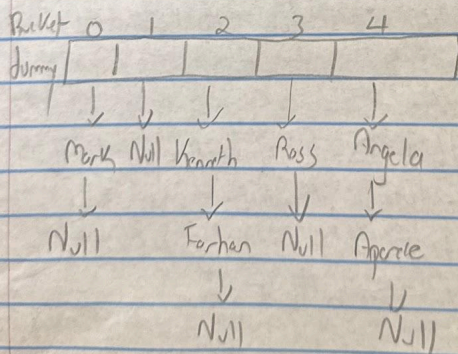 Bucket 0 1 2 3 4
dummy
Mark Null Kenneth Ross Angela
Null Farhan Null
Null Null